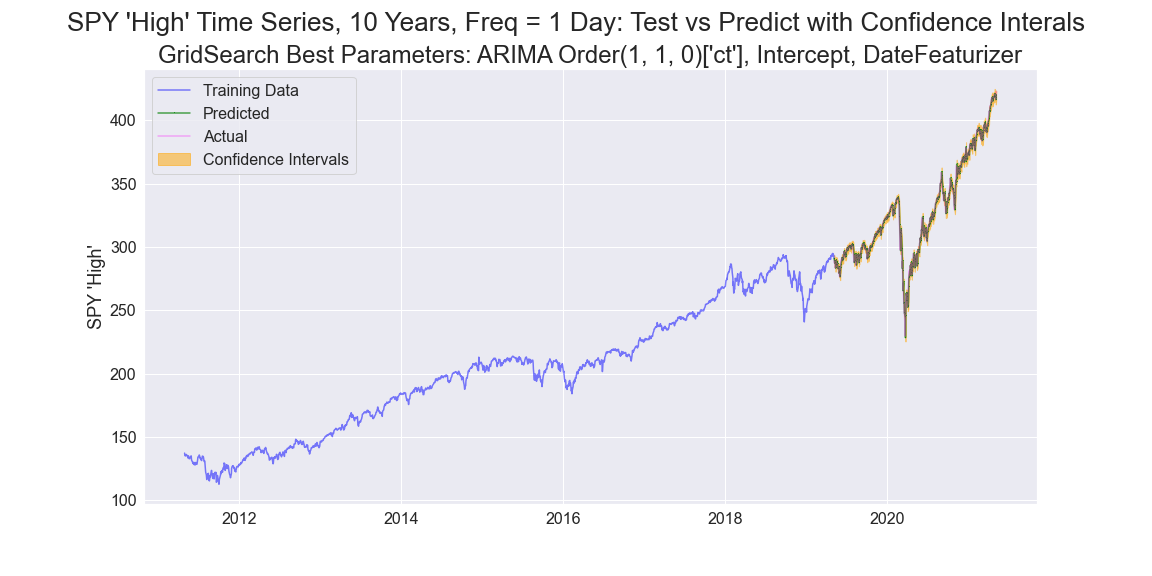 SPY 'High' Time Series, 10 Years, Freq = 1 Day: Test vs Predict with Confidence Interals
GridSearch Best Parameters: ARIMA Order(1, 1, 0)['ct'], Intercept, DateFeaturizer
Training Data
Predicted
Actual
Confidence Intervals
SPY 'High'
400
350
300
250
200
150
100
2012 2014 2016 2018 2020